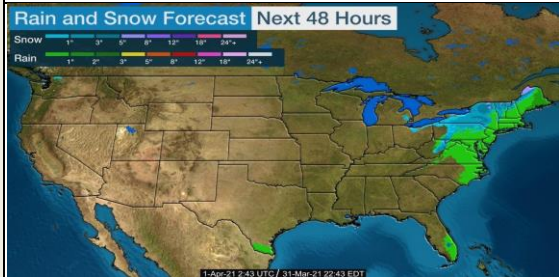 Rain and Snow Forecast Next 48 Hours
Snow 1" 3" 5" 8" 12" 18" 24"+
Rain 1" 2" 3" 5" 8" 12" 18" 24"+
1-Apr-21 2:43 UTC / 31-Mar-21 22:43 EDT